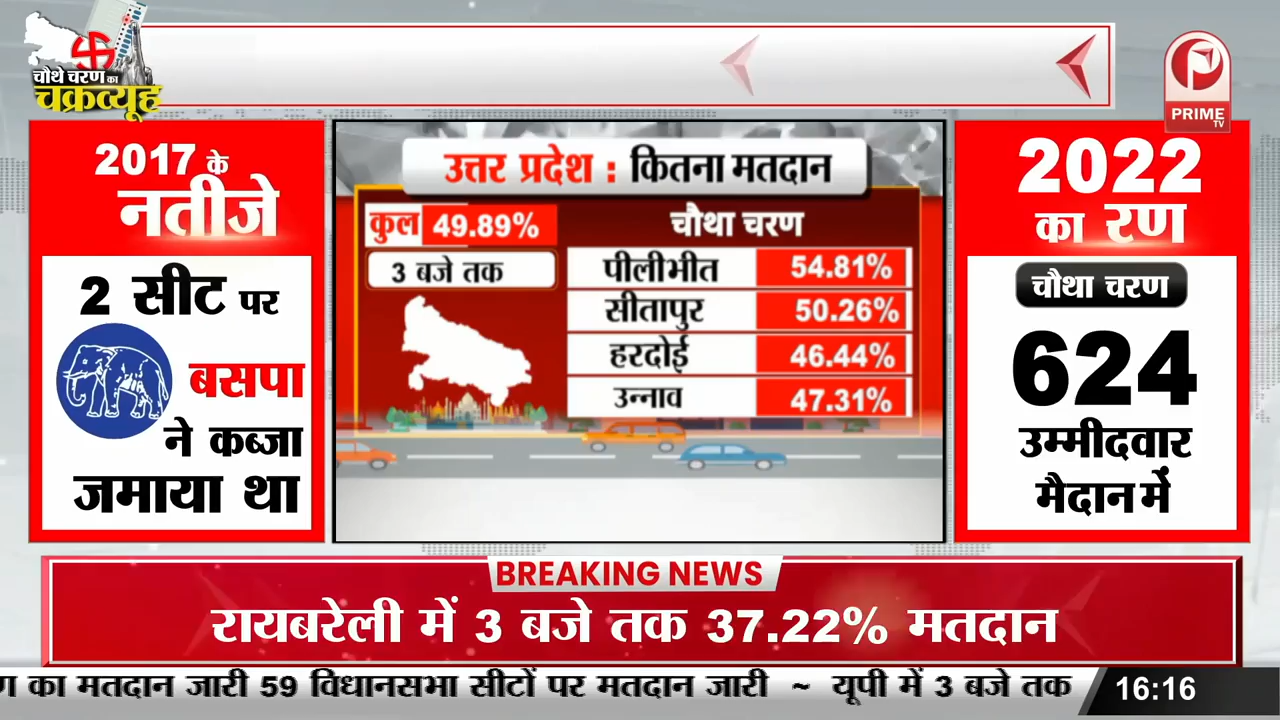 चौथे चरण का
चक्रव्यूह
PRIME
TV
2017 के
नतीजे
2 सीट पर
बसपा
ने कब्जा
जमाया था
उत्तर प्रदेश : कितना मतदान
कुल 49.89%
3 बजे तक
चौथा चरण
पीलीभीत 54.81%
सीतापुर 50.26%
हरदोई 46.44%
उन्नाव 47.31%
2022
का रण
चौथा चरण
624
उम्मीदवार
मैदान में
BREAKING NEWS
रायबरेली में 3 बजे तक 37.22% मतदान
का मतदान जारी 59 विधानसभा सीटों पर मतदान जारी ~ यूपी में 3 बजे तक
16:16